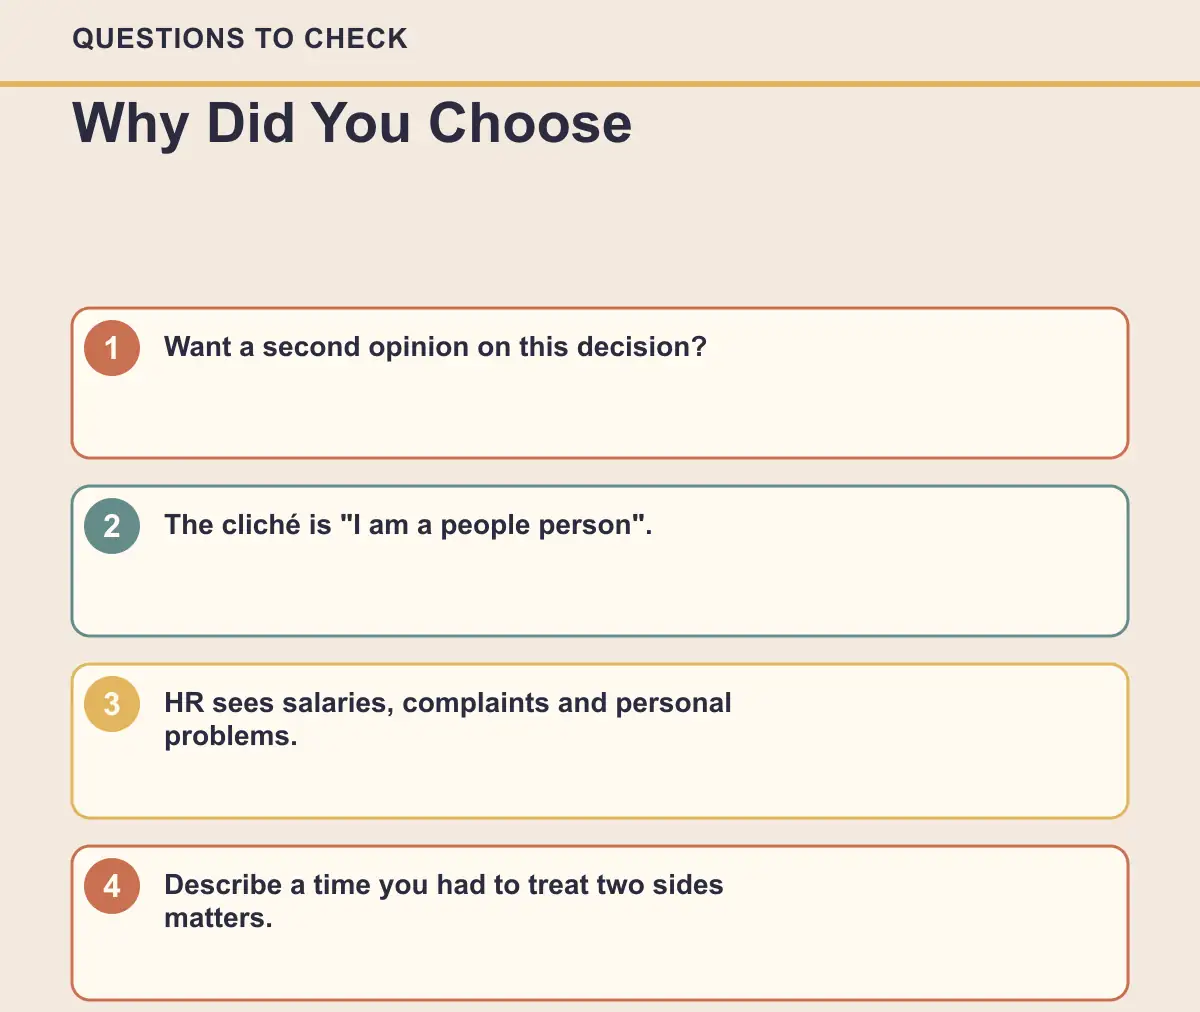 QUESTIONS TO CHECK
Why Did You Choose
1
Want a second opinion on this decision?
2
The cliché is "I am a people person".
3
HR sees salaries, complaints and personal
problems.
4
Describe a time you had to treat two sides
matters.